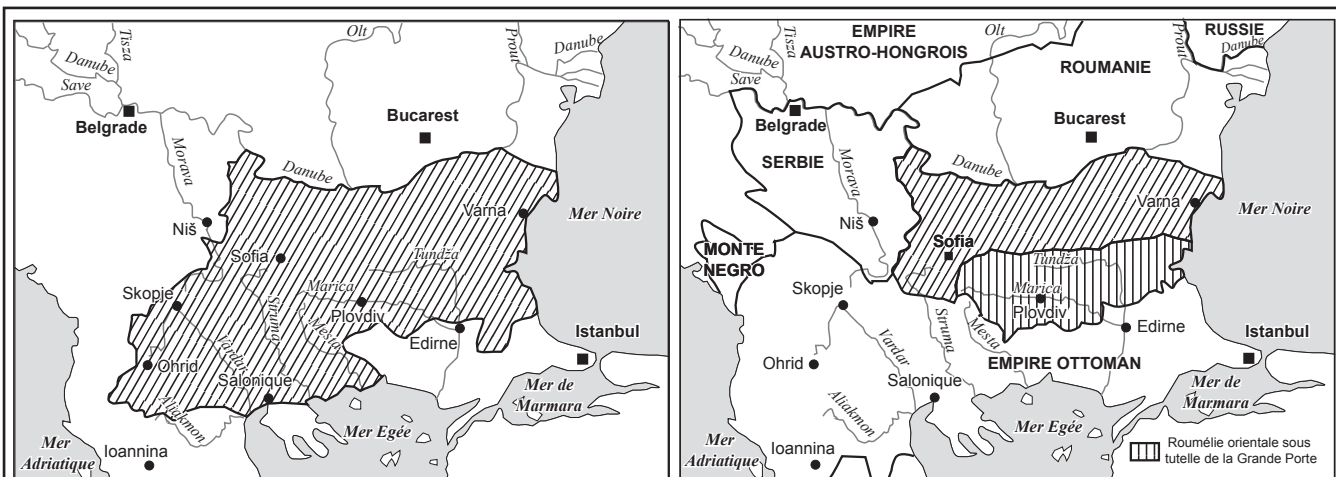 Tisza
Danube
Save
Belgrade
Olt
Prout
Danube
Bucarest
Morava
Danube
Niš
Varna
Mer Noire
Sofia
Tundža
Skopje
Marica
Plovdiv
Struma
Mesta
Edirne
Istanbul
Ohrid
Vardar
Salonique
Mer de
Marmara
Aliakmon
Mer Egée
Mer
Adriatique
Ioannina
Tisza
Danube
Save
EMPIRE
AUSTRO-HONGROIS
Olt
Prout
RUSSIE
Danube
ROUMANIE
Belgrade
Bucarest
SERBIE
Morava
Danube
Niš
Varna
Mer Noire
MONTE
NEGRO
Sofia
Tundža
Skopje
Marica
Plovdiv
Struma
Mesta
Edirne
Istanbul
Ohrid
Vardar
EMPIRE OTTOMAN
Salonique
Mer de
Marmara
Aliakmon
Mer Egée
Mer
Adriatique
Ioannina
Roumélie orientale sous
tutelle de la Grande Porte